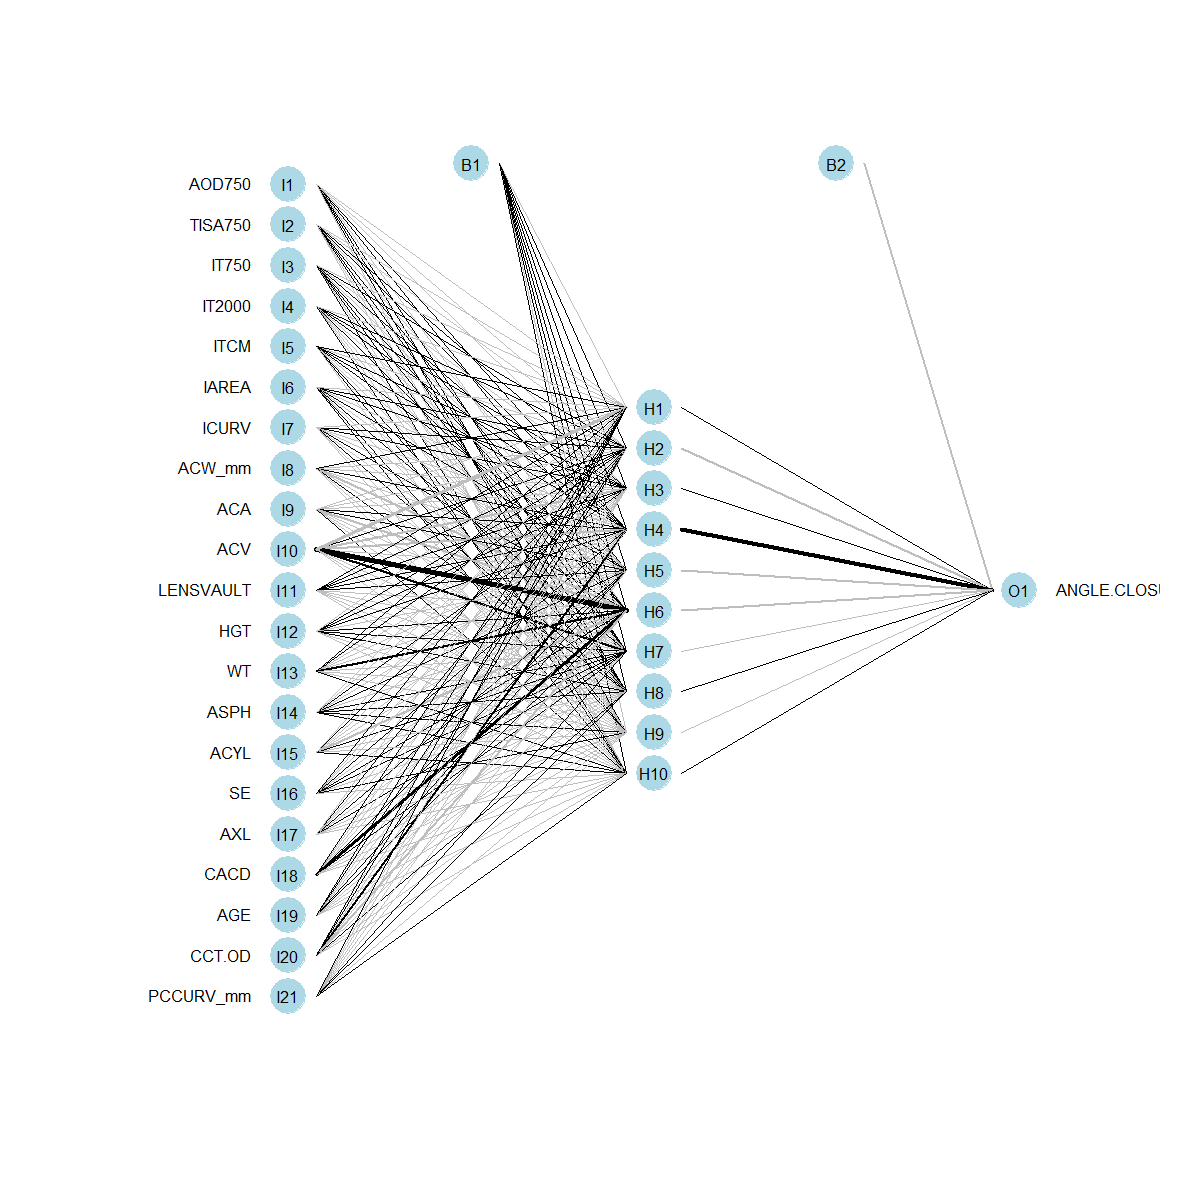 B1
B2
AOD750 I1
TISA750 I2
IT750 I3
IT2000 I4
ITCM I5
IAREA I6
ICURV I7
H1
H2
ACW_mm I8
H3
ACA I9
H4
ACV I10
H5
LENSVAULT I11
O1 ANGLE.CLOSU
H6
HGT I12
H7
WT I13
H8
ASPH I14
H9
ACYL I15
H10
SE I16
AXL I17
CACD I18
AGE I19
CCT.OD I20
PCCURV_mm I21